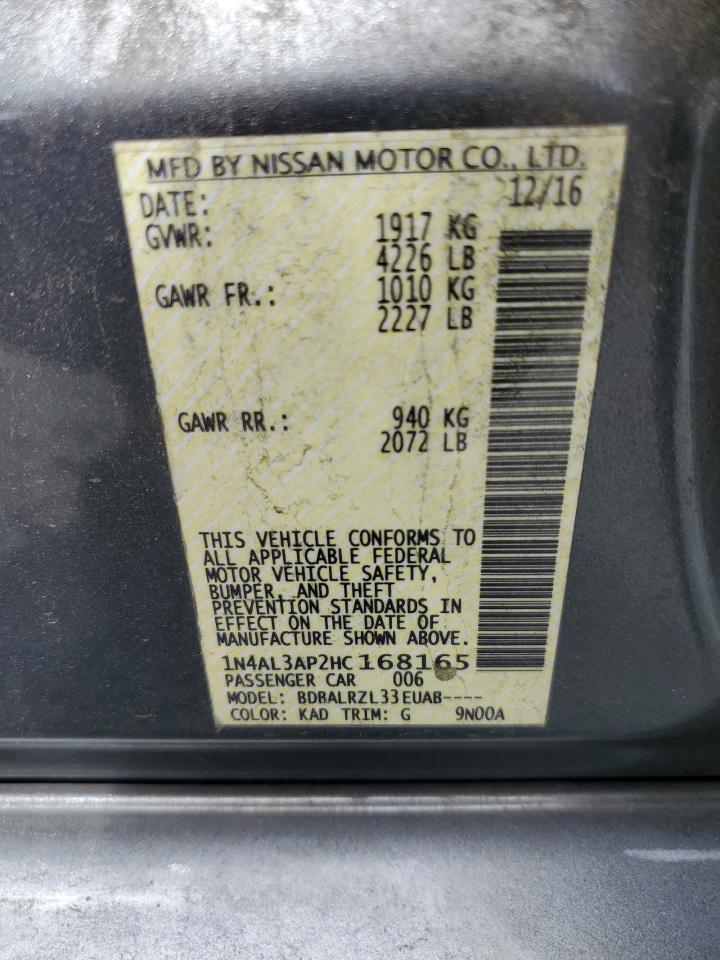 MFD BY NISSAN MOTOR CO., LTD.
DATE: 12/16
GVWR: 1917 KG
4226 LB
GAWR FR.: 1010 KG
2227 LB
GAWR RR.: 940 KG
2072 LB
THIS VEHICLE CONFORMS TO
ALL APPLICABLE FEDERAL
MOTOR VEHICLE SAFETY,
BUMPER, AND THEFT
PREVENTION STANDARDS IN
EFFECT ON THE DATE OF
MANUFACTURE SHOWN ABOVE.
1N4AL3AP2HC168165
PASSENGER CAR 006
MODEL: BDBALRZL33EUAB----
COLOR: KAD TRIM: G 9N00A